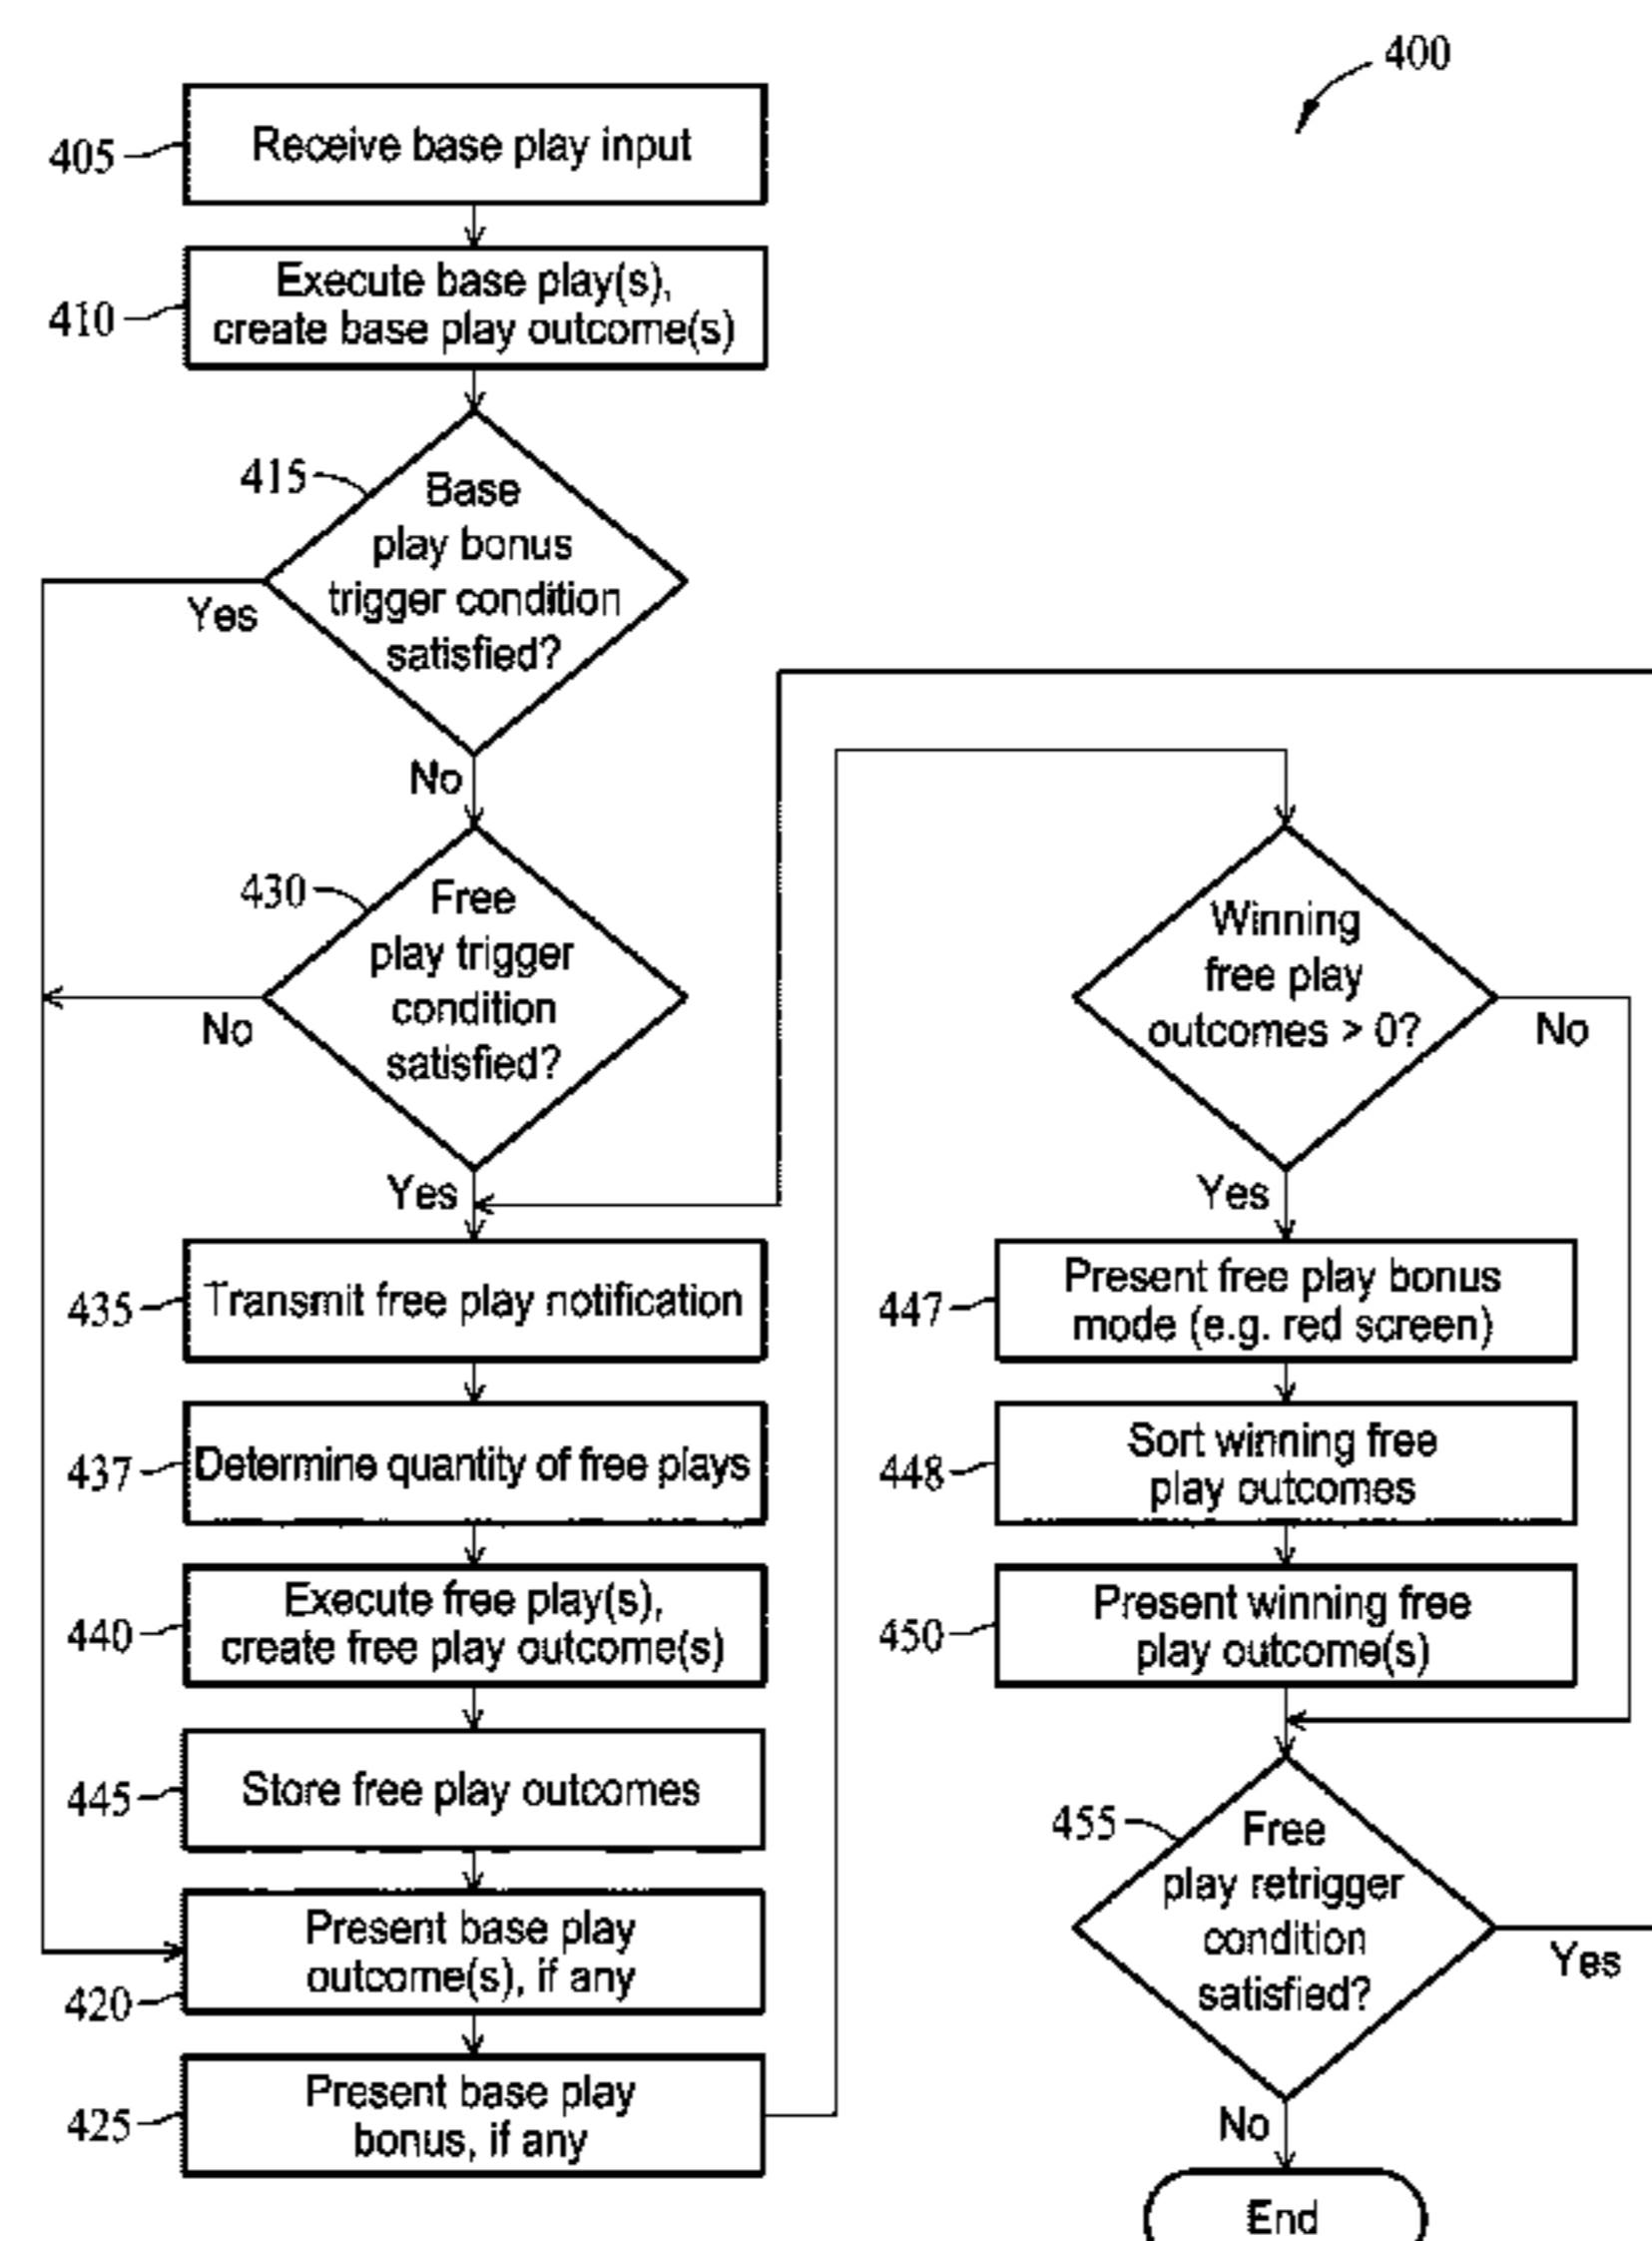 400
405
Receive base play input
410
Execute base play(s),
create base play outcome(s)
415
Base
play bonus
trigger condition
satisfied?
Yes
No
430
Free
play trigger
condition
satisfied?
No
Yes
435
Transmit free play notification
437
Determine quantity of free plays
440
Execute free play(s),
create free play outcome(s)
445
Store free play outcomes
420
Present base play
outcome(s), if any
425
Present base play
bonus, if any
Winning
free play
outcomes > 0?
No
Yes
447
Present free play bonus
mode (e.g. red screen)
448
Sort winning free
play outcomes
450
Present winning free
play outcome(s)
455
Free
play retrigger
condition
satisfied?
Yes
No
End